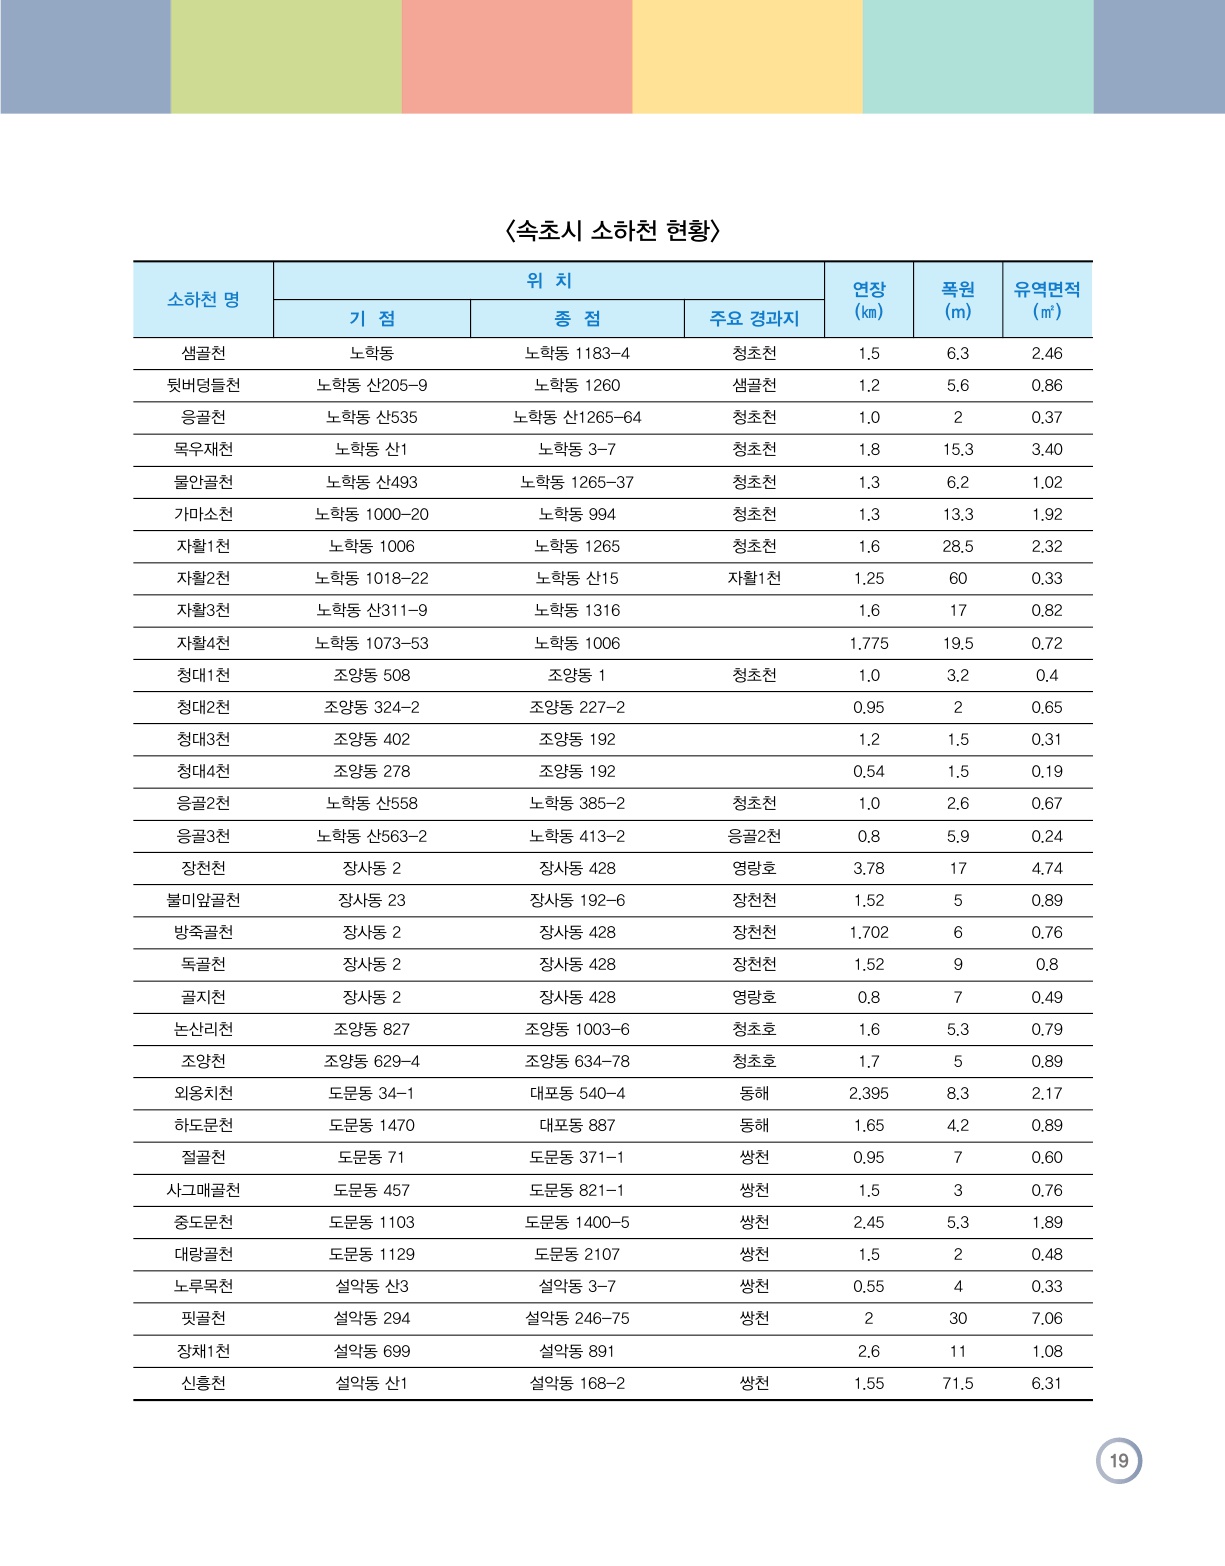 〈속초시 소하천 현황〉
소하천 명 위 치 연장 (㎞) 폭원 (m) 유역면적 (㎡)
기 점 종 점 주요 경과지
샘골천 노학동 노학동 1183-4 청초천 1.5 6.3 2.46
뒷버덩들천 노학동 산205-9 노학동 1260 샘골천 1.2 5.6 0.86
응골천 노학동 산535 노학동 산1265-64 청초천 1.0 2 0.37
목우재천 노학동 산1 노학동 3-7 청초천 1.8 15.3 3.40
물안골천 노학동 산493 노학동 1265-37 청초천 1.3 6.2 1.02
가마소천 노학동 1000-20 노학동 994 청초천 1.3 13.3 1.92
자활1천 노학동 1006 노학동 1265 청초천 1.6 28.5 2.32
자활2천 노학동 1018-22 노학동 산15 자활1천 1.25 60 0.33
자활3천 노학동 산311-9 노학동 1316 1.6 17 0.82
자활4천 노학동 1073-53 노학동 1006 1.775 19.5 0.72
청대1천 조양동 508 조양동 1 청초천 1.0 3.2 0.4
청대2천 조양동 324-2 조양동 227-2 0.95 2 0.65
청대3천 조양동 402 조양동 192 1.2 1.5 0.31
청대4천 조양동 278 조양동 192 0.54 1.5 0.19
응골2천 노학동 산558 노학동 385-2 청초천 1.0 2.6 0.67
응골3천 노학동 산563-2 노학동 413-2 응골2천 0.8 5.9 0.24
장천천 장사동 2 장사동 428 영랑호 3.78 17 4.74
불미앞골천 장사동 23 장사동 192-6 장천천 1.52 5 0.89
방죽골천 장사동 2 장사동 428 장천천 1.702 6 0.76
독골천 장사동 2 장사동 428 장천천 1.52 9 0.8
골지천 장사동 2 장사동 428 영랑호 0.8 7 0.49
논산리천 조양동 827 조양동 1003-6 청초호 1.6 5.3 0.79
조양천 조양동 629-4 조양동 634-78 청초호 1.7 5 0.89
외옹치천 도문동 34-1 대포동 540-4 동해 2.395 8.3 2.17
하도문천 도문동 1470 대포동 887 동해 1.65 4.2 0.89
절골천 도문동 71 도문동 371-1 쌍천 0.95 7 0.60
사그매골천 도문동 457 도문동 821-1 쌍천 1.5 3 0.76
중도문천 도문동 1103 도문동 1400-5 쌍천 2.45 5.3 1.89
대랑골천 도문동 1129 도문동 2107 쌍천 1.5 2 0.48
노루목천 설악동 산3 설악동 3-7 쌍천 0.55 4 0.33
핏골천 설악동 294 설악동 246-75 쌍천 2 30 7.06
장채1천 설악동 699 설악동 891 2.6 11 1.08
신흥천 설악동 산1 설악동 168-2 쌍천 1.55 71.5 6.31
19